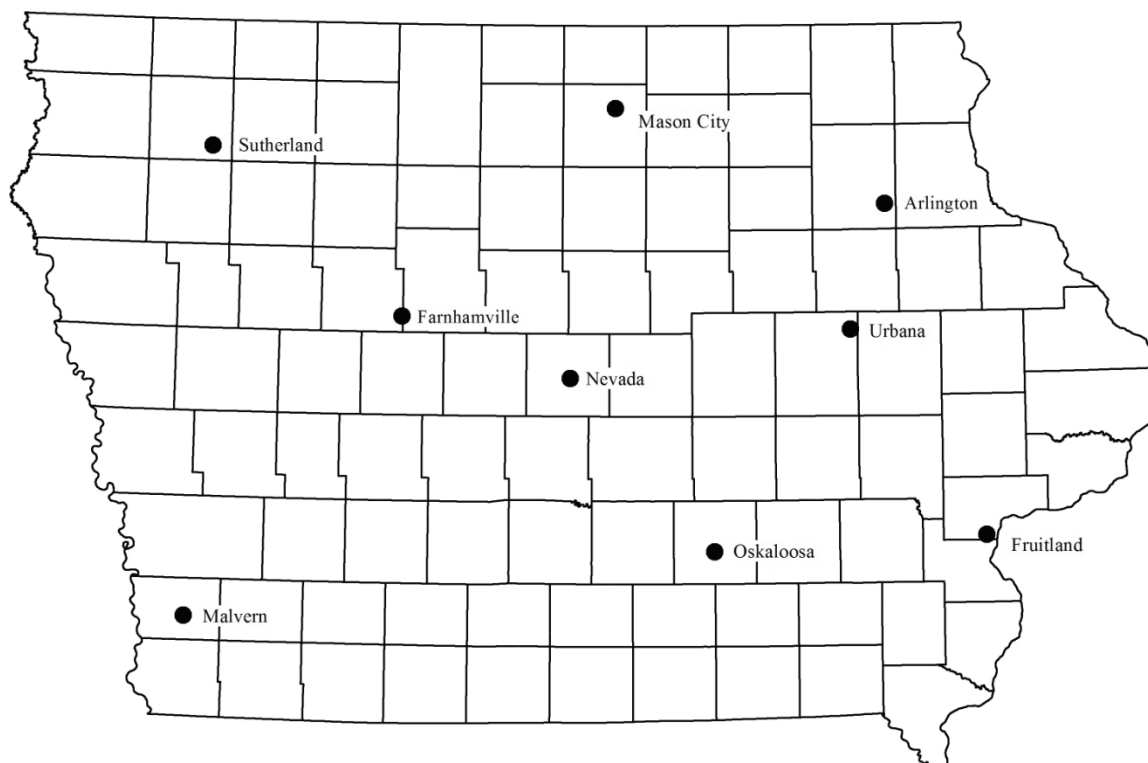 Mason City
Sutherland
Arlington
Farnhamville
Urbana
Nevada
Fruitland
Oskaloosa
Malvern